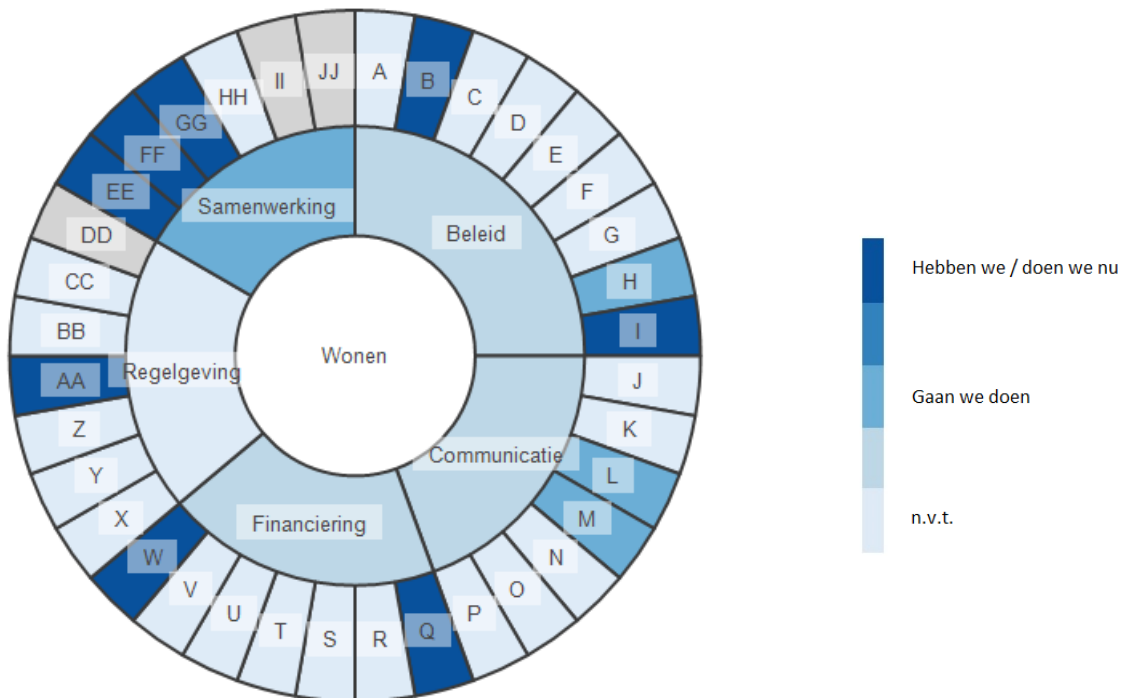 A
B
C
D
E
F
G
H
I
J
K
L
M
N
O
P
Q
R
S
T
U
V
W
X
Y
Z
AA
BB
CC
DD
EE
FF
GG
HH
II
JJ
Samenwerking
Beleid
Wonen
Regelgeving
Communicatie
Financiering
Hebben we / doen we nu
Gaan we doen
n.v.t.